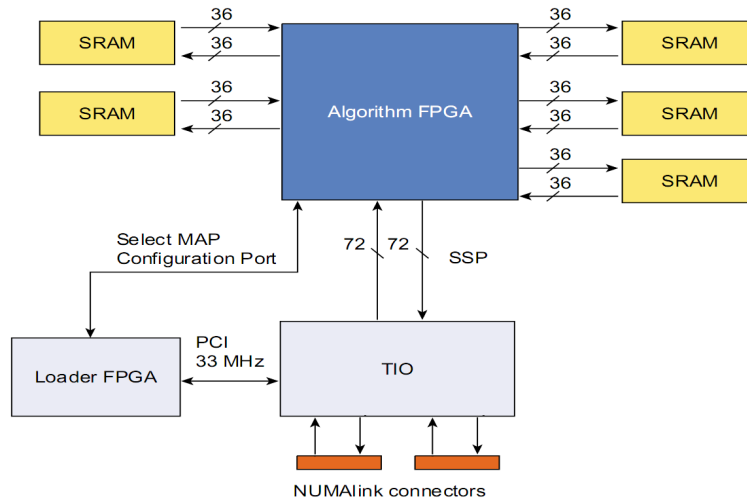 36
36
SRAM
36
36
SRAM
36
36
SRAM
36
36
SRAM
36
36
SRAM
Algorithm FPGA
Select MAP
Configuration Port
72
72
SSP
PCI
33 MHz
Loader FPGA
TIO
NUMAlink connectors